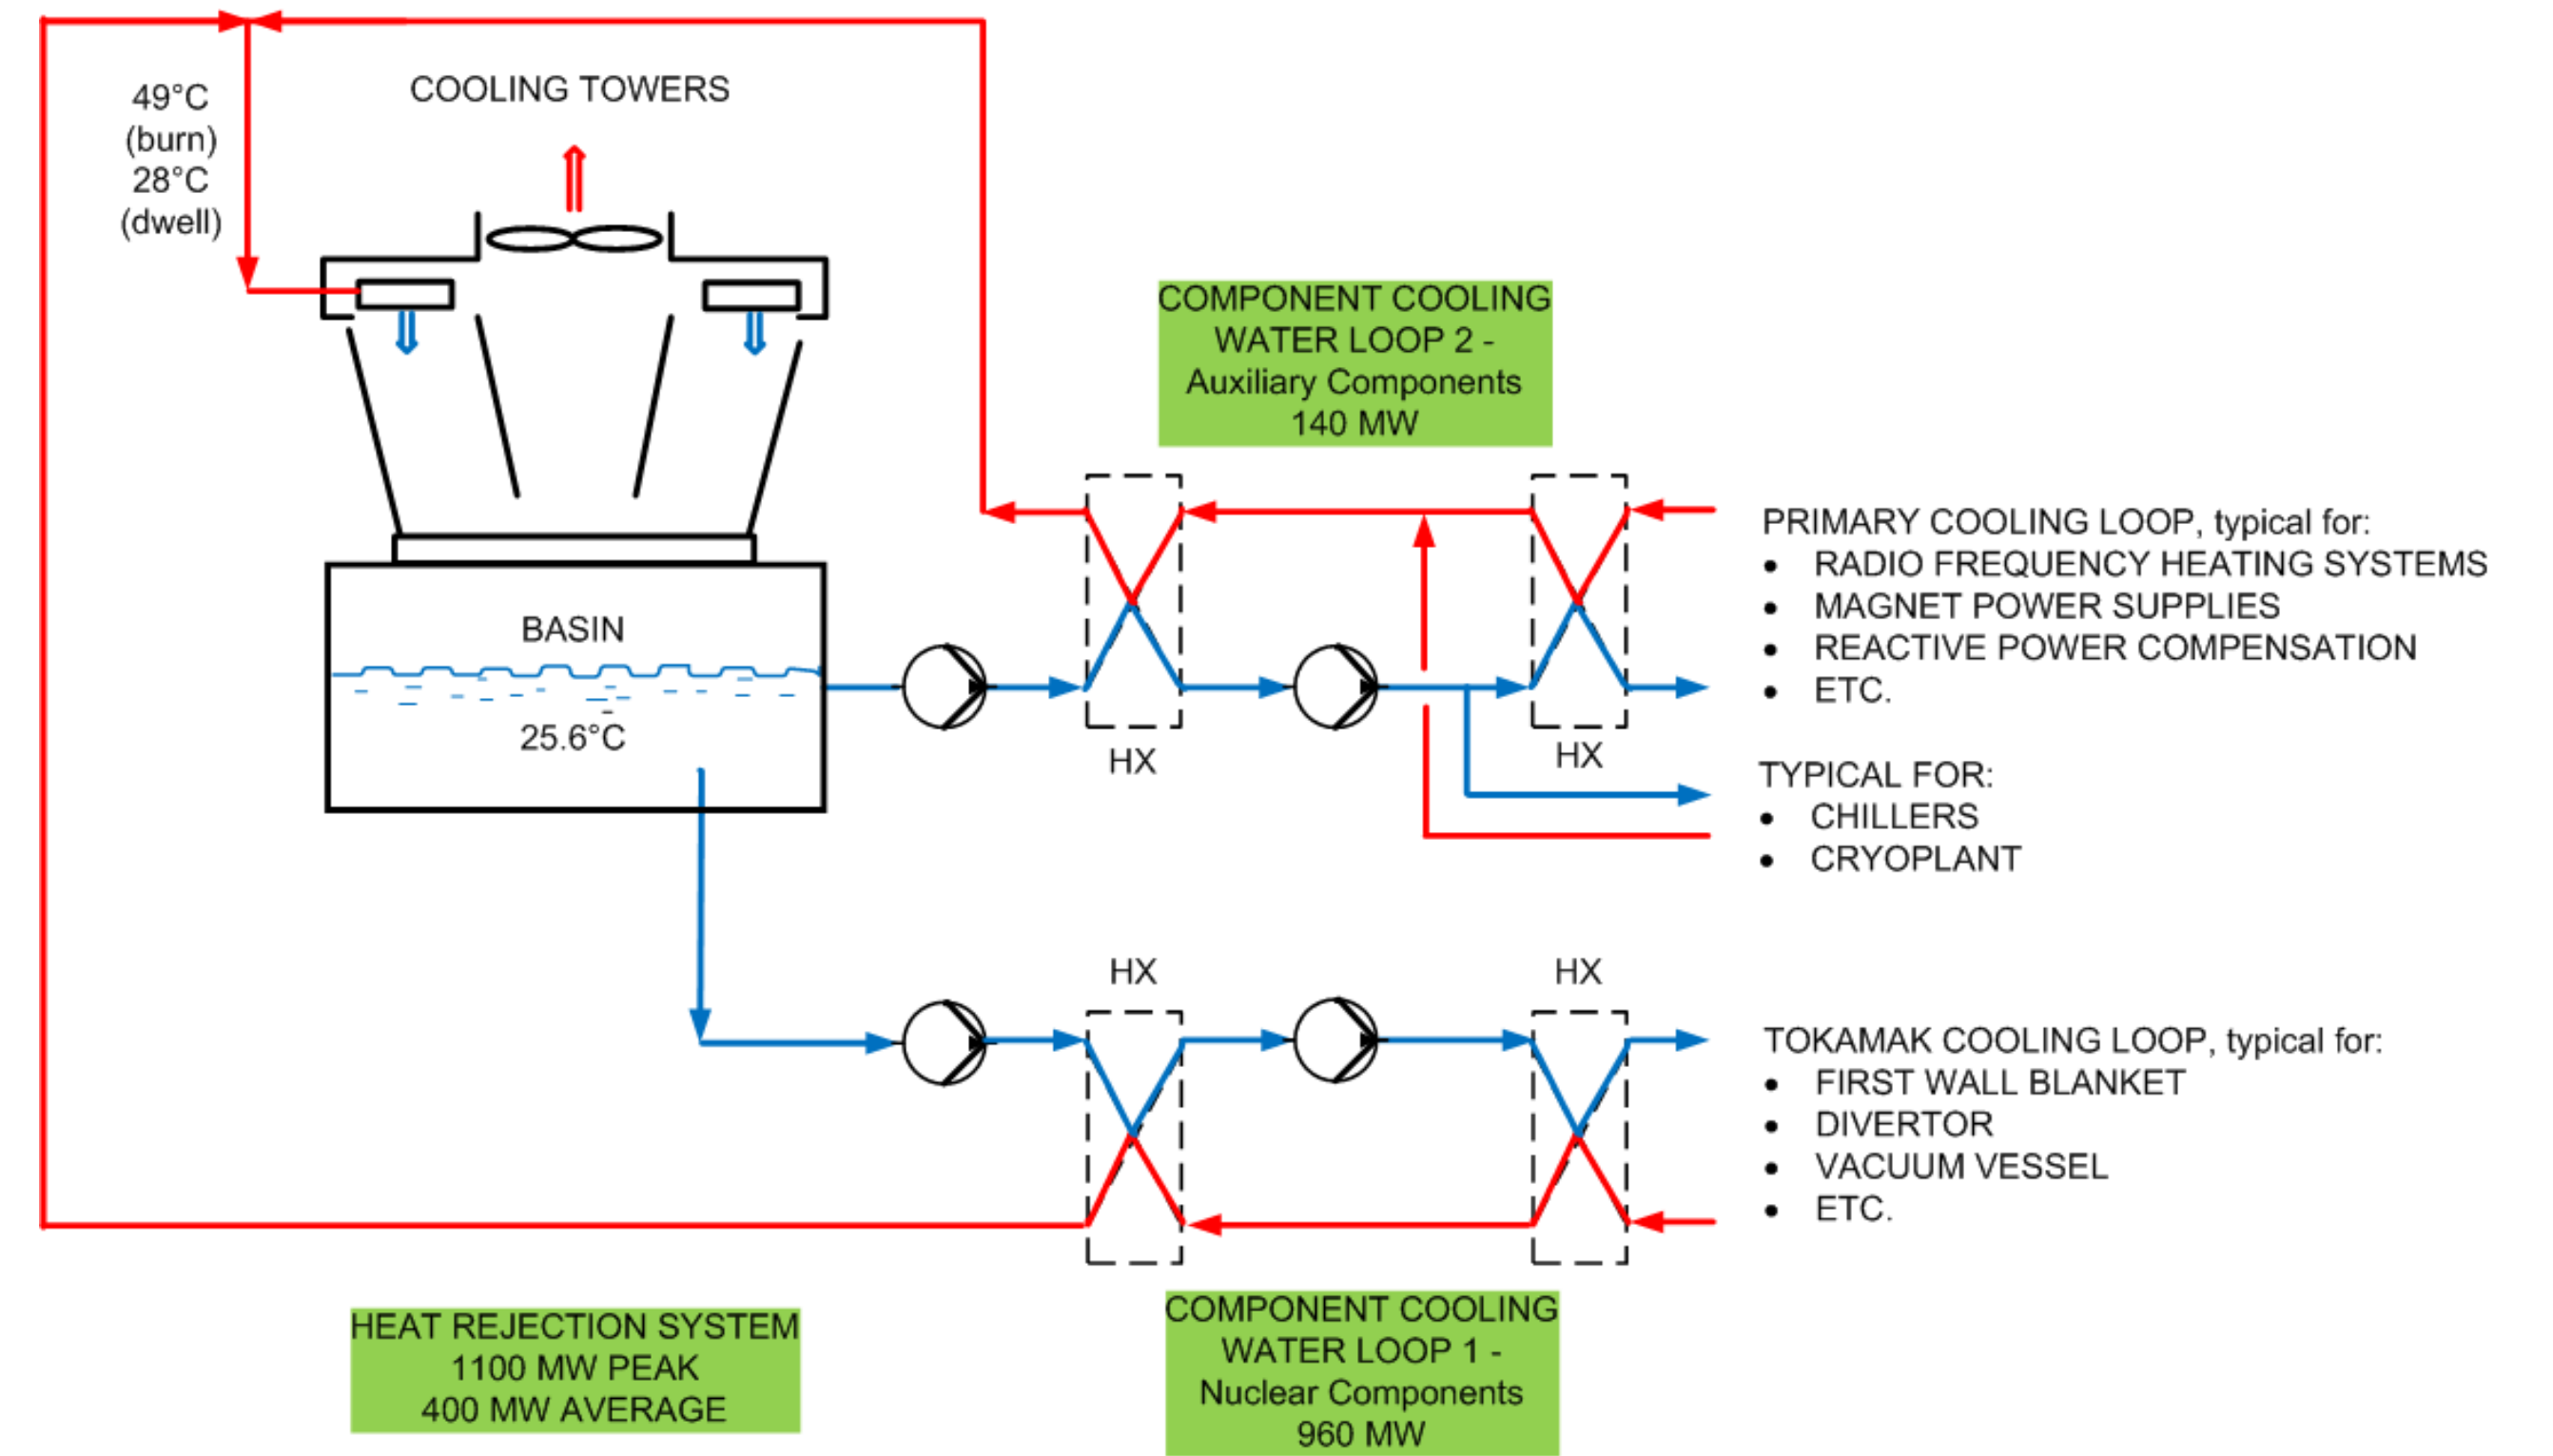 49°C
(burn)
28°C
(dwell)
COOLING TOWERS
COMPONENT COOLING
WATER LOOP 2 -
Auxiliary Components
140 MW
PRIMARY COOLING LOOP, typical for:
• RADIO FREQUENCY HEATING SYSTEMS
• MAGNET POWER SUPPLIES
• REACTIVE POWER COMPENSATION
• ETC.
BASIN
25.6°C
HX
HX
TYPICAL FOR:
• CHILLERS
• CRYOPLANT
HX
HX
TOKAMAK COOLING LOOP, typical for:
• FIRST WALL BLANKET
• DIVERTOR
• VACUUM VESSEL
• ETC.
HEAT REJECTION SYSTEM
1100 MW PEAK
400 MW AVERAGE
COMPONENT COOLING
WATER LOOP 1 -
Nuclear Components
960 MW